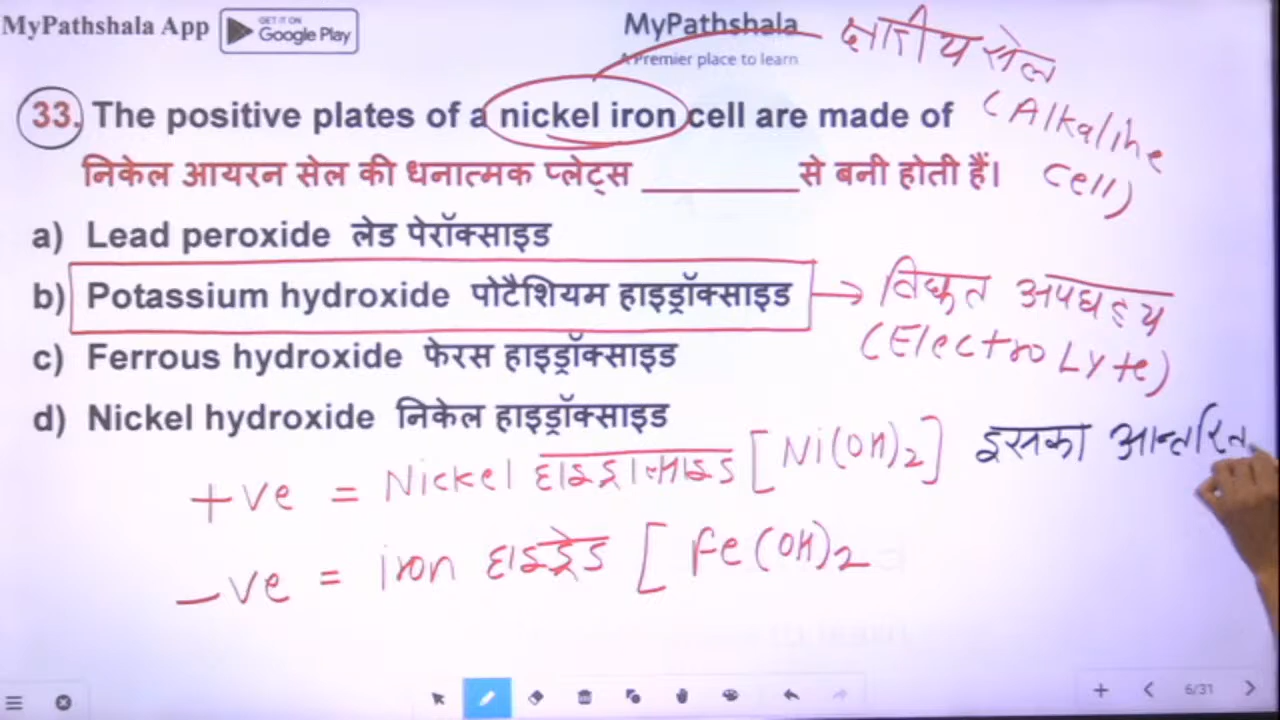 MyPathshala App
GET IT ON
Google Play
MyPathshala
A Premier place to learn
क्षारीय सेल
(Alkaline
Cell)
33. The positive plates of a nickel iron cell are made of
निकेल आयरन सेल की धनात्मक प्लेट्स ________ से बनी होती हैं।
a) Lead peroxide लेड पेरॉक्साइड
b) Potassium hydroxide पोटैशियम हाइड्रॉक्साइड
विद्युत अपघट्य
(ElectroLyte)
c) Ferrous hydroxide फेरस हाइड्रॉक्साइड
d) Nickel hydroxide निकेल हाइड्रॉक्साइड
+ve = Nickel हाइड्राक्साइड [Ni(OH)2] इसका आन्तरि
-ve = iron हाइड्रेड [Fe(OH)2
6/31